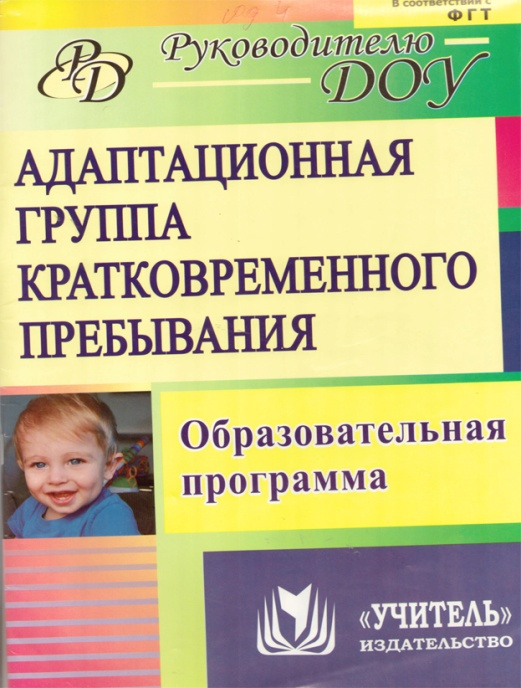 В соответствии с
ФГТ
РД
Руководителю
ДОУ
АДАПТАЦИОННАЯ
ГРУППА
КРАТКОВРЕМЕННОГО
ПРЕБЫВАНИЯ
Образовательная
программа
«УЧИТЕЛЬ»
ИЗДАТЕЛЬСТВО